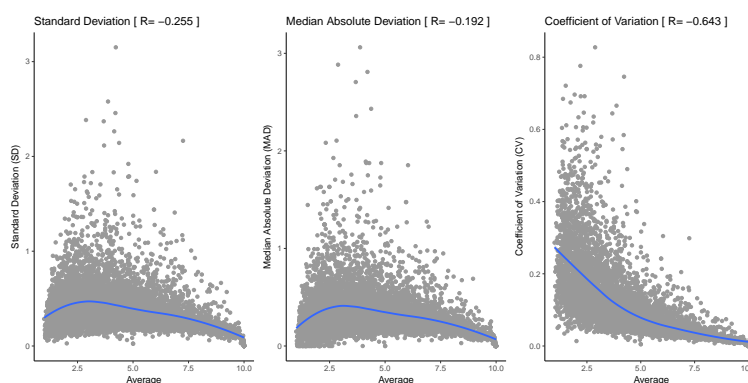 Standard Deviation [ R= −0.255 ]
Standard Deviation (SD)
3
2
1
0
2.5
5.0
7.5
10.0
Average
Median Absolute Deviation [ R= −0.192 ]
Median Absolute Deviation (MAD)
3
2
1
0
2.5
5.0
7.5
10.0
Average
Coefficient of Variation [ R= −0.643 ]
Coefficient of Variation (CV)
0.8
0.6
0.4
0.2
0.0
2.5
5.0
7.5
Average